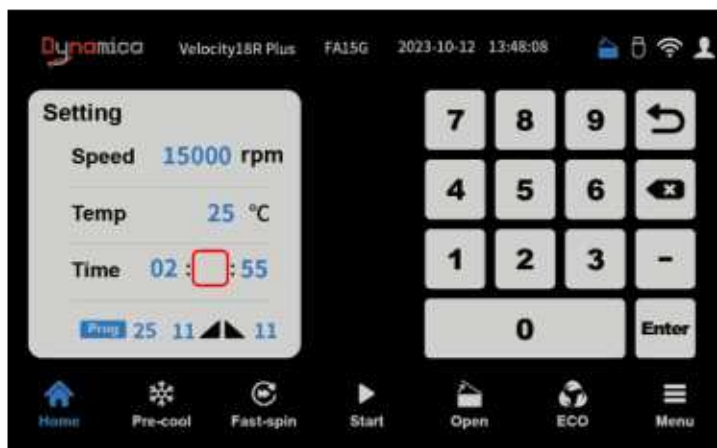 Dynamica Velocity18R Plus FA15G 2023-10-12 13:48:08
Setting
Speed 15000 rpm
Temp 25 °C
Time 02 : : 55
Prog 25 11 11
7 8 9
4 5 6
1 2 3 -
0 Enter
Home Pre-cool Fast-spin Start Open ECO Menu